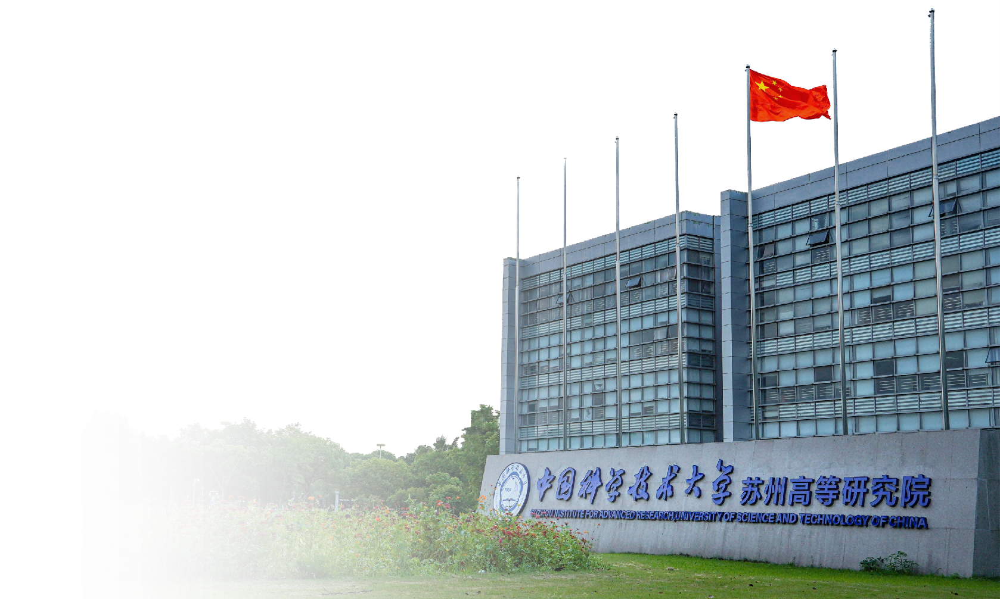 中国科学技术大学 苏州高等研究院
SUZHOU INSTITUTE FOR ADVANCED RESEARCH,UNIVERSITY OF SCIENCE AND TECHNOLOGY OF CHINA
1958